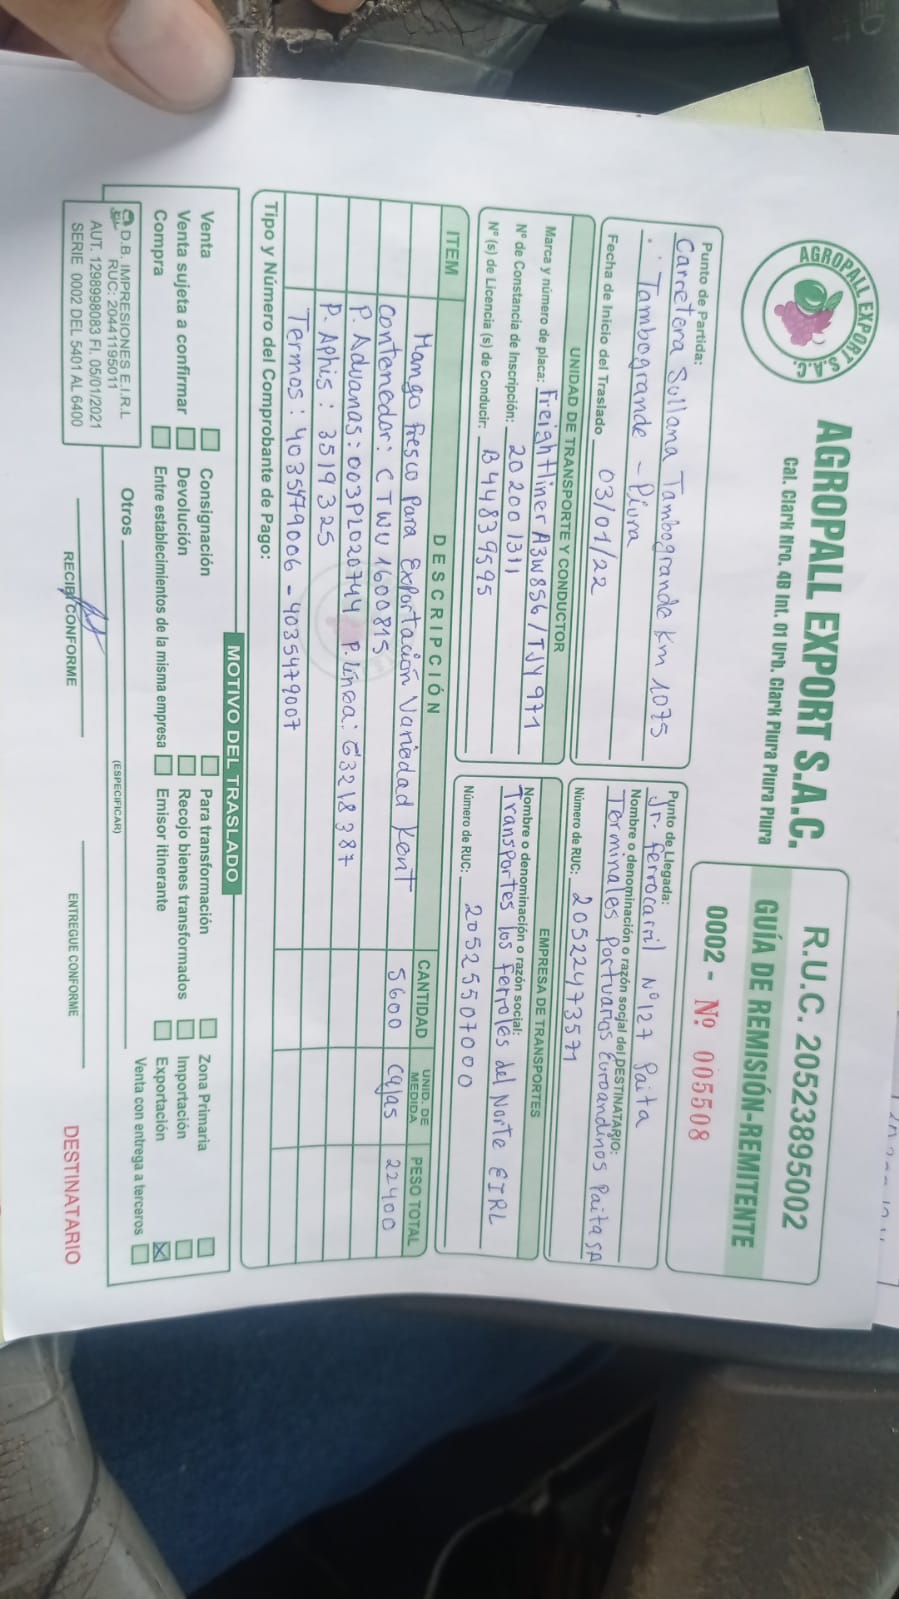 AGROPALL EXPORT S.A.C.
AGROPALL EXPORT S.A.C.
Cal. Clark Nro. 4B Int. 01 Urb. Clark Piura Piura Piura
R.U.C. 20523895002
GUÍA DE REMISIÓN-REMITENTE
0002 - Nº 005508
Punto de Partida:
Carretera Sullana Tambogrande Km 1075
. Tambogrande - Piura
Fecha de Inicio del Traslado 03/01/22
Punto de Llegada:
Jr. ferrocarril Nº127 Paita
Nombre o denominación o razón social del DESTINATARIO:
Terminales portuarios Euroandinos Paita SA
Número de RUC: 20522473571
UNIDAD DE TRANSPORTE Y CONDUCTOR
Marca y número de placa: Freightliner A3W856/TJY971
Nº de Constancia de Inscripción: 202000 1311
Nº (s) de Licencia (s) de Conducir: B44839595
EMPRESA DE TRANSPORTES
Nombre o denominación o razón social:
Transportes los ferroles del Norte EIRL
Número de RUC: 20525507000
ITEM DESCRIPCIÓN CANTIDAD UNID. DE MEDIDA PESO TOTAL
Mango fresco para Exportación Variedad Kent
Contenedor: CTWU 1600815 5600 cajas 22400
P. Aduanas: 003PL020744 P. línea: 63218387
P. Aphis: 3519325
Termos: 4035479006 - 4035479007
Tipo y Número del Comprobante de Pago:
MOTIVO DEL TRASLADO
Venta Consignación Para transformación Zona Primaria
Venta sujeta a confirmar Devolución Recojo bienes transformados Importación
Compra Entre establecimientos de la misma empresa Emisor itinerante Exportación
Venta con entrega a terceros
Otros
(ESPECIFICAR)
D.B. IMPRESIONES E.I.R.L
RUC: 20441195011
AUT. 1298998083 FI. 05/01/2021
SERIE 0002 DEL 5401 AL 6400
RECIBI CONFORME
ENTREGUE CONFORME
DESTINATARIO